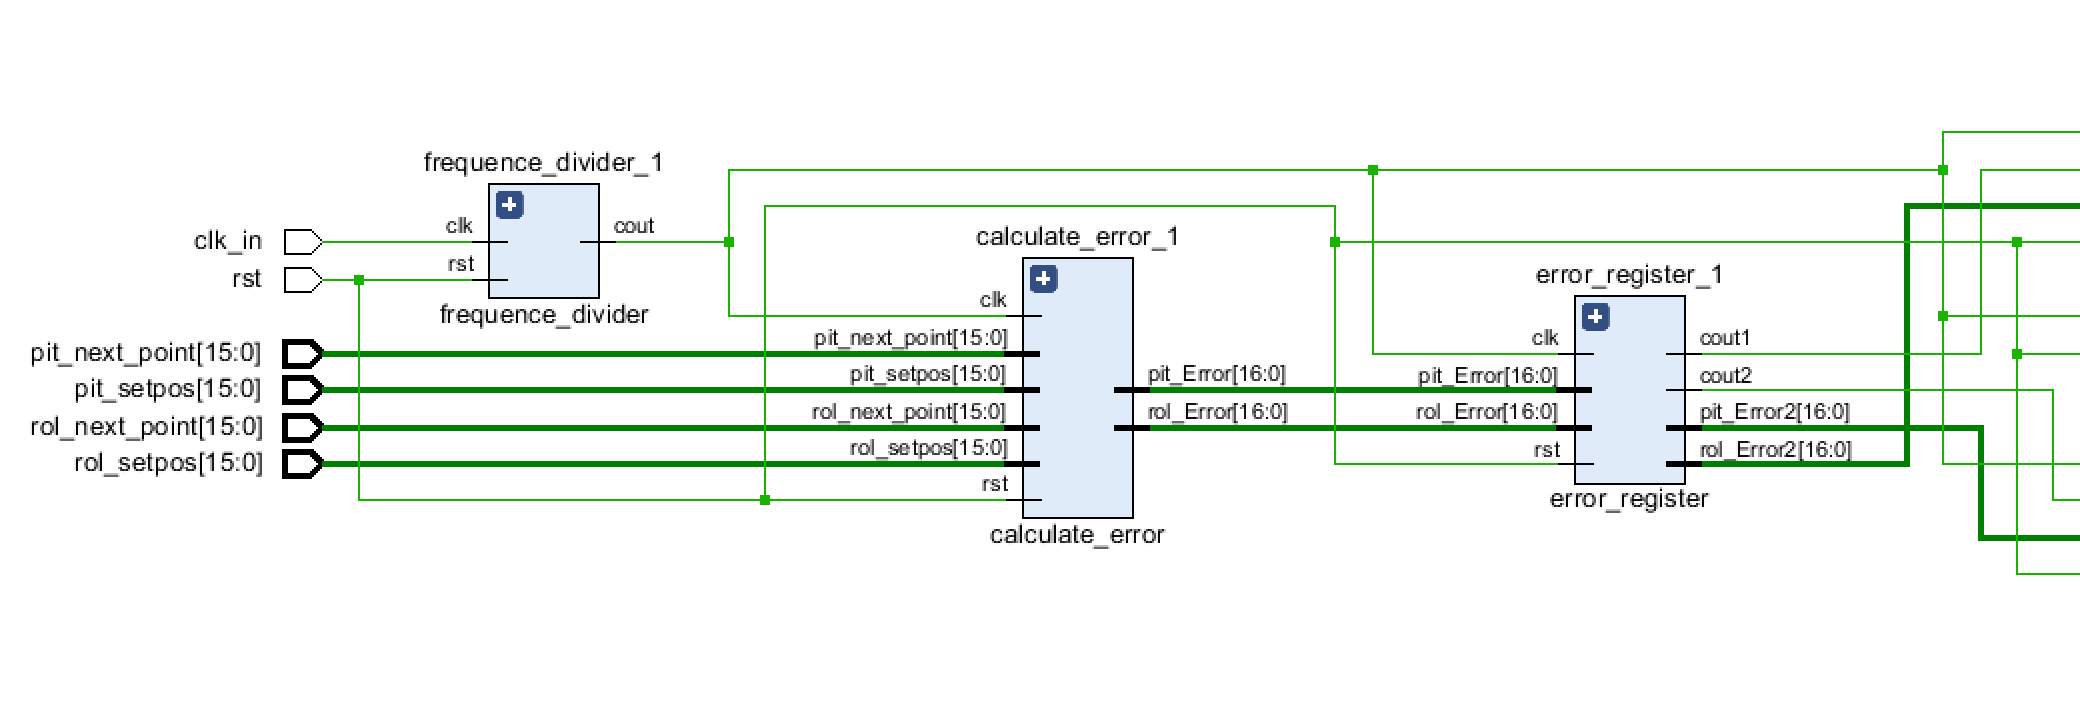 frequence_divider_1
clk_in
rst
clk
rst
cout
frequence_divider
pit_next_point[15:0]
pit_setpos[15:0]
rol_next_point[15:0]
rol_setpos[15:0]
calculate_error_1
clk
pit_next_point[15:0]
pit_setpos[15:0]
rol_next_point[15:0]
rol_setpos[15:0]
rst
pit_Error[16:0]
rol_Error[16:0]
calculate_error
error_register_1
clk
pit_Error[16:0]
rol_Error[16:0]
rst
cout1
cout2
pit_Error2[16:0]
rol_Error2[16:0]
error_register